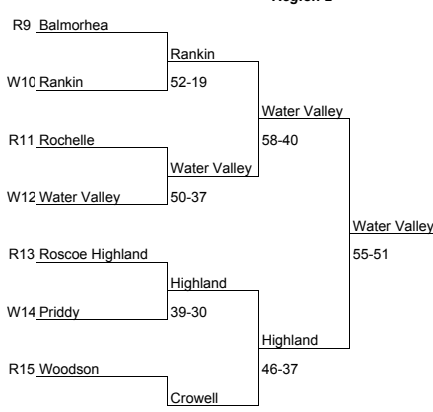 R9 Balmorhea
Rankin
W10 Rankin
52-19
Water Valley
R11 Rochelle
58-40
Water Valley
W12 Water Valley
50-37
Water Valley
R13 Roscoe Highland
55-51
Highland
W14 Priddy
39-30
Highland
R15 Woodson
46-37
Crowell